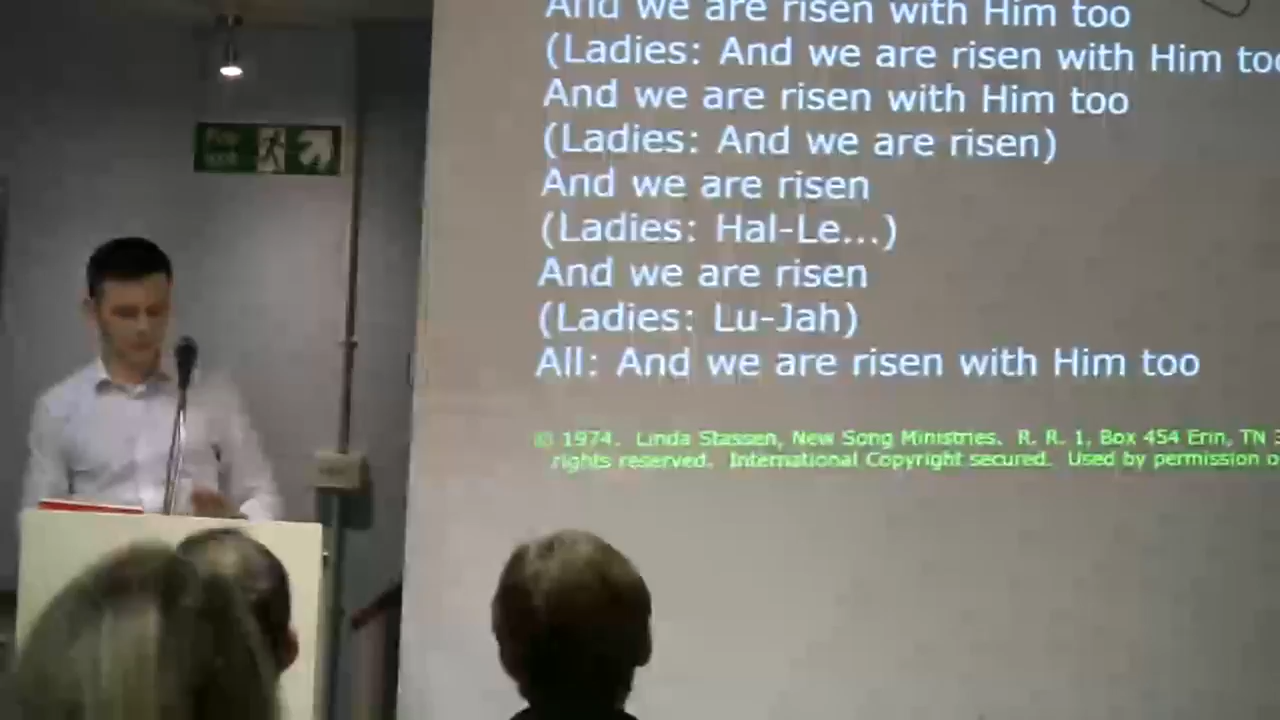 And we are risen with Him too
(Ladies: And we are risen with Him too
And we are risen with Him too
(Ladies: And we are risen)
And we are risen
(Ladies: Hal-Le...)
And we are risen
(Ladies: Lu-Jah)
All: And we are risen with Him too
© 1974. Linda Stassen, New Song Ministries. R. R. 1, Box 454 Erin, TN 3
rights reserved. International Copyright secured. Used by permission o